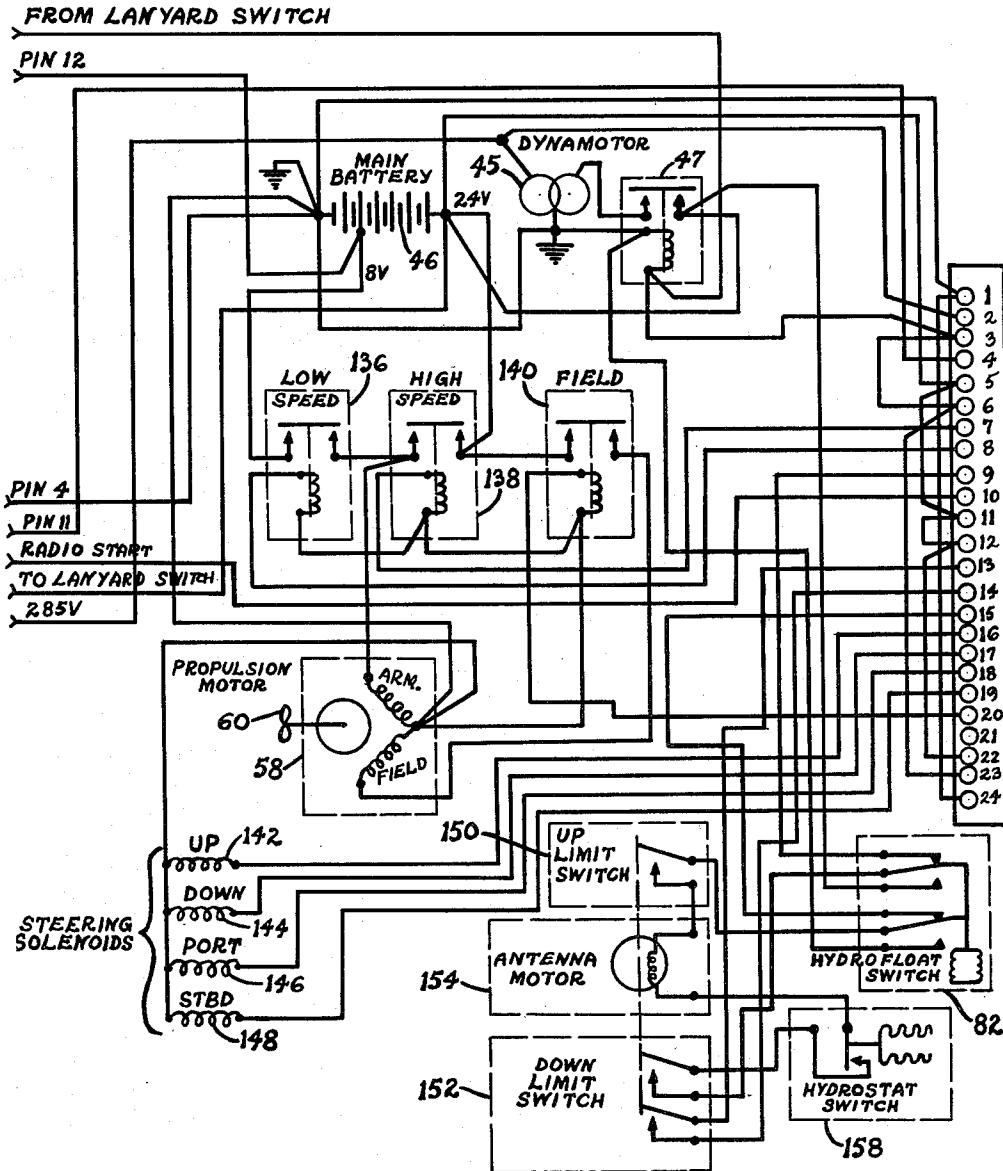 FROM LANYARD SWITCH
PIN 12
DYNAMOTOR
47
45
MAIN
BATTERY
24V
46
8V
1
2
3
4
5
6
7
8
9
10
11
12
13
14
15
16
17
18
19
20
21
22
23
24
LOW
SPEED
136
HIGH
SPEED
138
140
FIELD
PIN 4
PIN 11
RADIO START
TO LANYARD SWITCH
285V
PROPULSION
MOTOR
60
58
ARM.
FIELD
STEERING
SOLENOIDS
UP
142
DOWN
144
PORT
146
STBD
148
150
UP
LIMIT
SWITCH
ANTENNA
MOTOR
154
152
DOWN
LIMIT
SWITCH
HYDRO FLOAT
SWITCH
82
HYDROSTAT
SWITCH
158